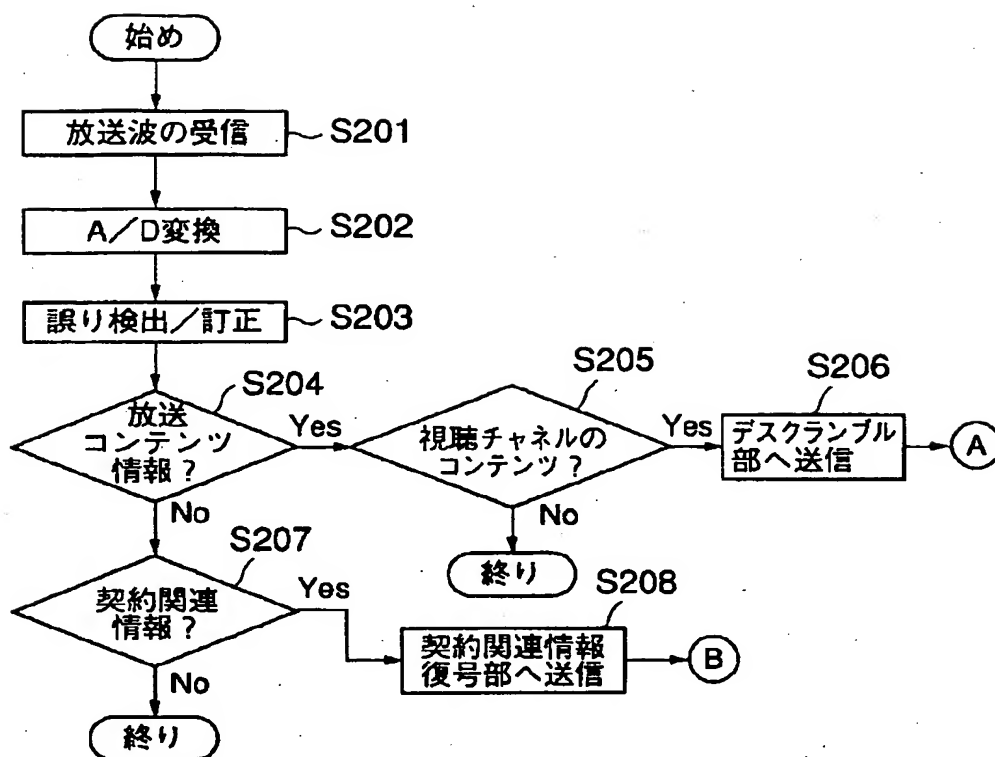 始め
放送波の受信
S201
A／D変換
S202
誤り検出／訂正
S203
放送
コンテンツ
情報？
S204
Yes
視聴チャネルの
コンテンツ？
S205
Yes
デスクランブル
部へ送信
S206
A
No
No
終り
契約関連
情報？
S207
Yes
契約関連情報
復号部へ送信
S208
B
No
終り